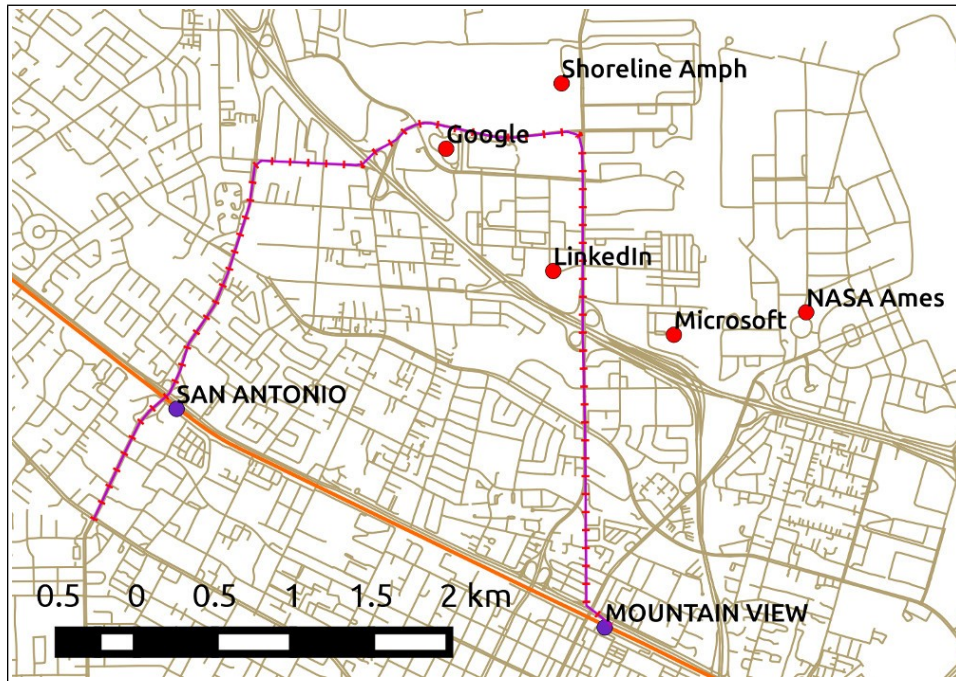 Shoreline Amph
Google
LinkedIn
NASA Ames
Microsoft
SAN ANTONIO
0.5 0 0.5 1 1.5 2 km
MOUNTAIN VIEW